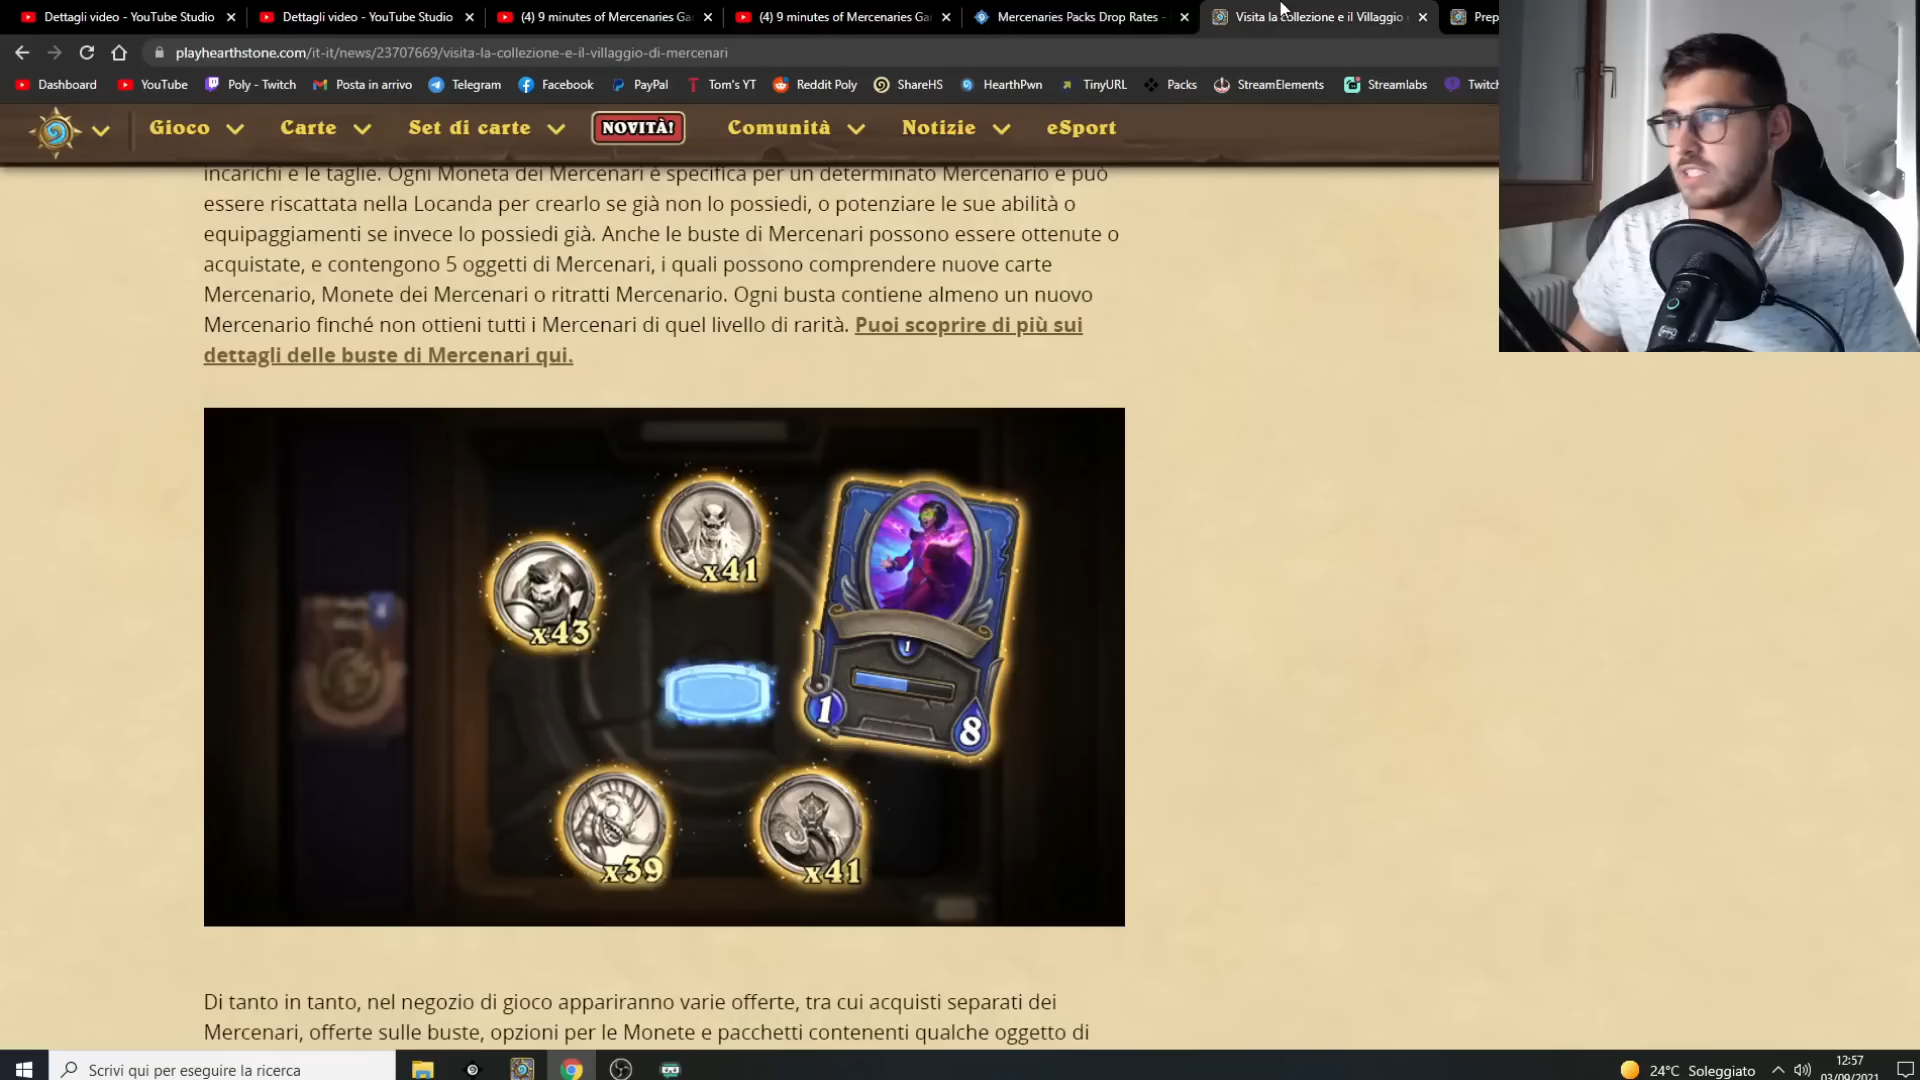 Dettagli video - YouTube Studio
Dettagli video - YouTube Studio
(4) 9 minutes of Mercenaries Ga
(4) 9 minutes of Mercenaries Ga
Mercenaries Packs Drop Rates -
Visita la collezione e il Villaggio
Prep
playhearthstone.com/it-it/news/23707669/visita-la-collezione-e-il-villaggio-di-mercenari
Dashboard
YouTube
Poly - Twitch
Posta in arrivo
Telegram
Facebook
PayPal
Tom's YT
Reddit Poly
ShareHS
HearthPwn
TinyURL
Packs
StreamElements
Streamlabs
Twitch
Gioco
Carte
Set di carte
NOVITÀ!
Comunità
Notizie
eSport
incarichi e le taglie. Ogni Moneta dei Mercenari è specifica per un determinato Mercenario e può
essere riscattata nella Locanda per crearlo se già non lo possiedi, o potenziare le sue abilità o
equipaggiamenti se invece lo possiedi già. Anche le buste di Mercenari possono essere ottenute o
acquistate, e contengono 5 oggetti di Mercenari, i quali possono comprendere nuove carte
Mercenario, Monete dei Mercenari o ritratti Mercenario. Ogni busta contiene almeno un nuovo
Mercenario finché non ottieni tutti i Mercenari di quel livello di rarità. Puoi scoprire di più sui
dettagli delle buste di Mercenari qui.
x41
x43
1
1
8
x39
x41
Di tanto in tanto, nel negozio di gioco appariranno varie offerte, tra cui acquisti separati dei
Mercenari, offerte sulle buste, opzioni per le Monete e pacchetti contenenti qualche oggetto di
Scrivi qui per eseguire la ricerca
24°C Soleggiato
12:57
03/09/2021